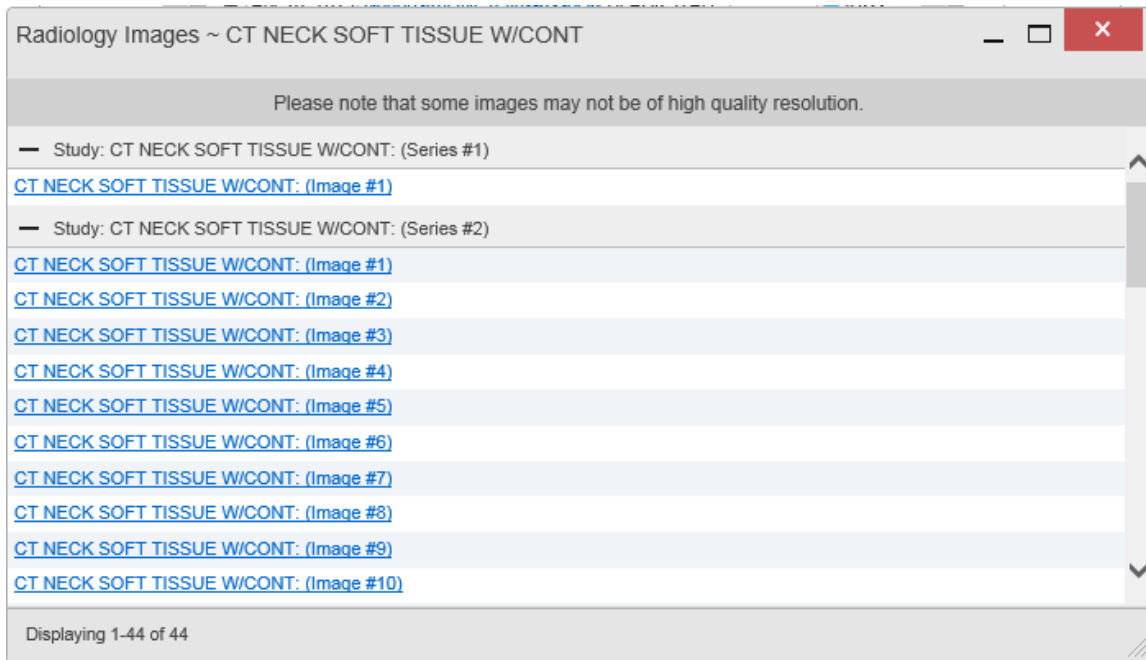 Radiology Images ~ CT NECK SOFT TISSUE W/CONT
Please note that some images may not be of high quality resolution.
Study: CT NECK SOFT TISSUE W/CONT: (Series #1)
CT NECK SOFT TISSUE W/CONT: (Image #1)
Study: CT NECK SOFT TISSUE W/CONT: (Series #2)
CT NECK SOFT TISSUE W/CONT: (Image #1)
CT NECK SOFT TISSUE W/CONT: (Image #2)
CT NECK SOFT TISSUE W/CONT: (Image #3)
CT NECK SOFT TISSUE W/CONT: (Image #4)
CT NECK SOFT TISSUE W/CONT: (Image #5)
CT NECK SOFT TISSUE W/CONT: (Image #6)
CT NECK SOFT TISSUE W/CONT: (Image #7)
CT NECK SOFT TISSUE W/CONT: (Image #8)
CT NECK SOFT TISSUE W/CONT: (Image #9)
CT NECK SOFT TISSUE W/CONT: (Image #10)
Displaying 1-44 of 44